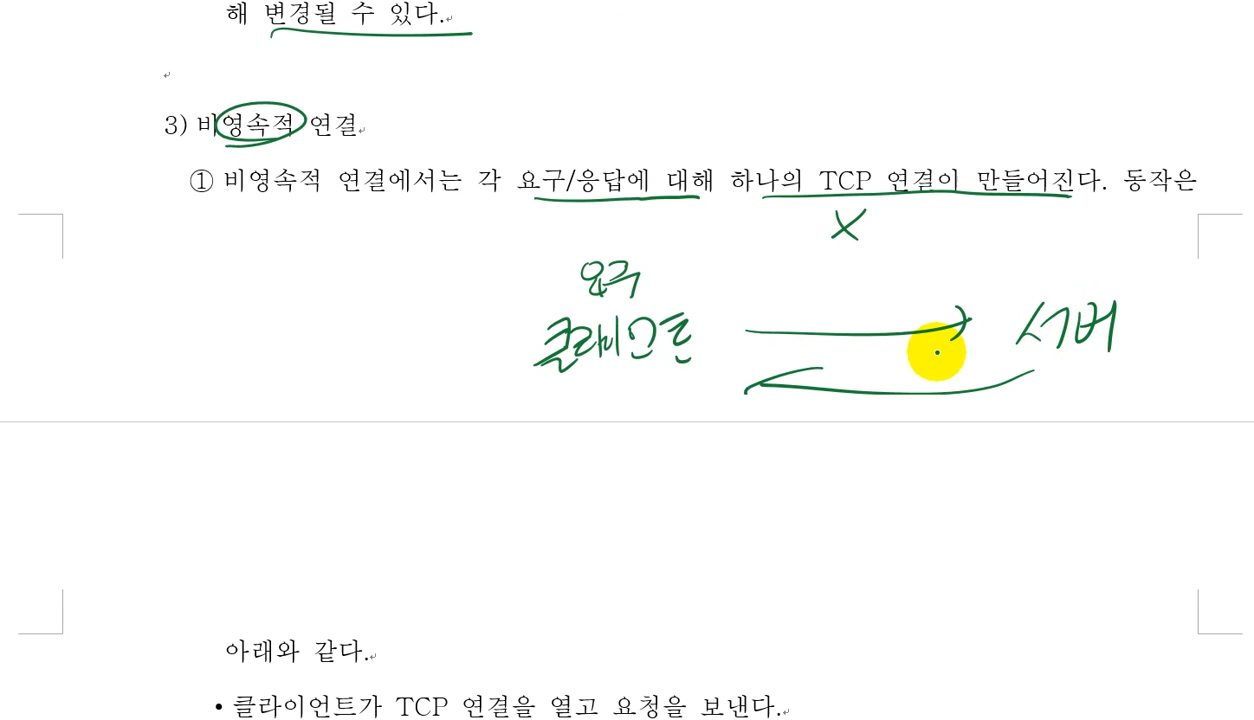 해 변경될 수 있다.
3) 비영속적 연결
① 비영속적 연결에서는 각 요구/응답에 대해 하나의 TCP 연결이 만들어진다. 동작은
요구
클라이언트
서버
아래와 같다.
• 클라이언트가 TCP 연결을 열고 요청을 보낸다.